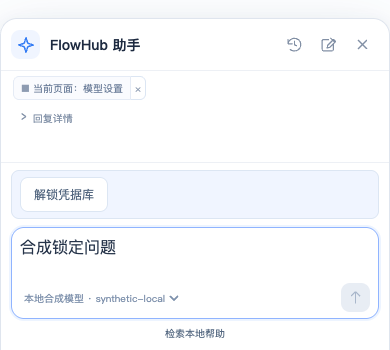 FlowHub 助手
当前页面：模型设置 ×
回复详情
解锁凭据库
合成锁定问题
本地合成模型 · synthetic-local
检索本地帮助